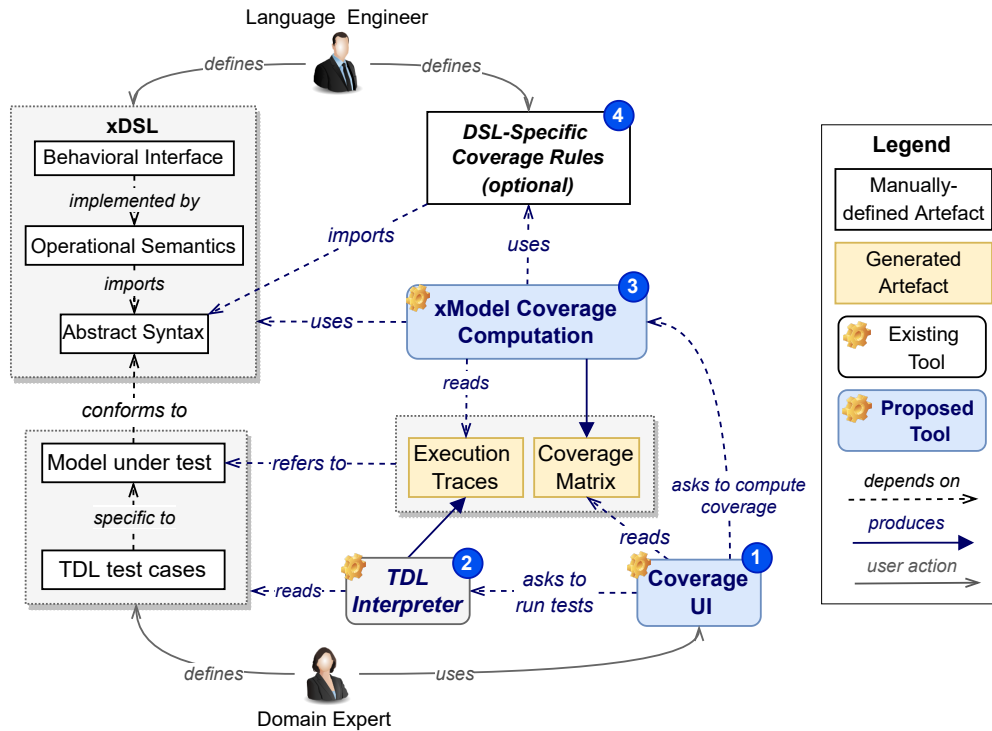 Language Engineer
defines
defines
xDSL
Behavioral Interface
implemented by
Operational Semantics
imports
Abstract Syntax
4
DSL-Specific
Coverage Rules
(optional)
imports
uses
uses
3
xModel Coverage
Computation
reads
conforms to
Model under test
specific to
TDL test cases
refers to
Execution
Traces
Coverage
Matrix
asks to compute
coverage
reads
reads
2
TDL
Interpreter
asks to
run tests
1
Coverage
UI
defines
uses
Domain Expert
Legend
Manually-
defined Artefact
Generated
Artefact
Existing
Tool
Proposed
Tool
depends on
produces
user action